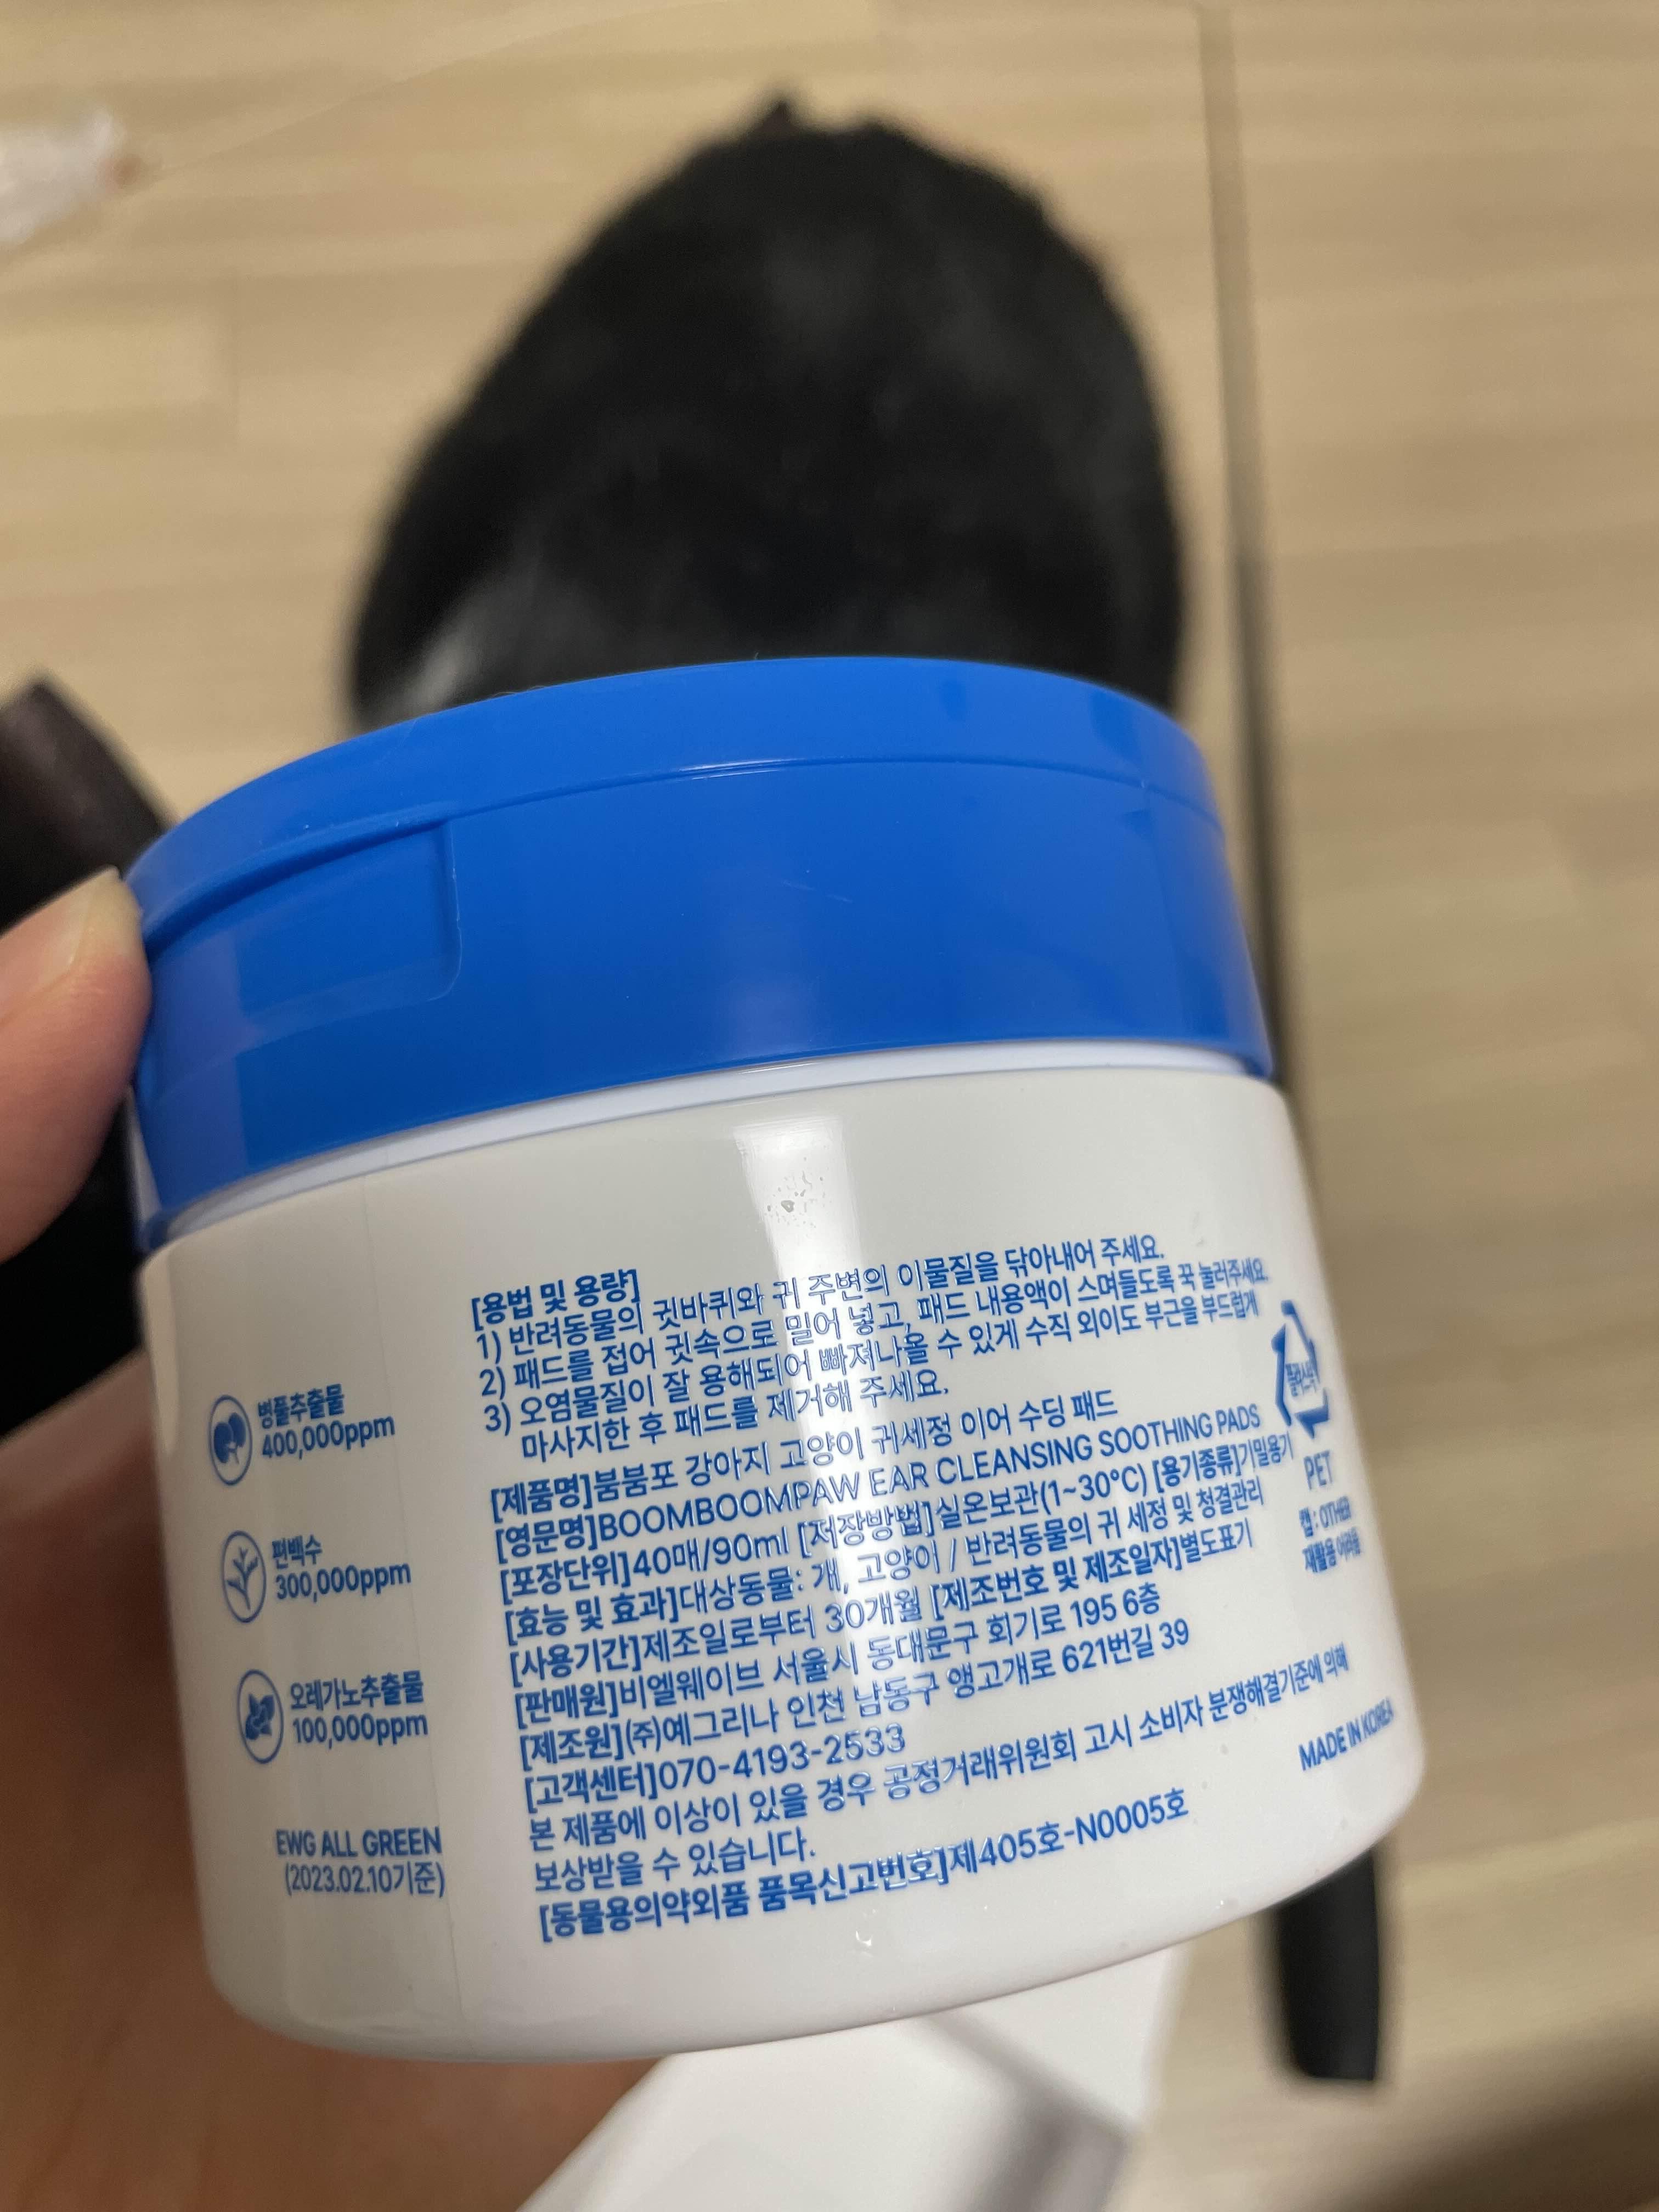 병풀추출물
400,000ppm
편백수
300,000ppm
오레가노추출물
100,000ppm
EWG ALL GREEN
(2023.02.10기준)
[용법 및 용량]
1) 반려동물의 귓바퀴와 귀 주변의 이물질을 닦아내어 주세요.
2) 패드를 접어 귓속으로 밀어 넣고, 패드 내용액이 스며들도록 꾹 눌러주세요.
3) 오염물질이 잘 용해되어 빠져나올 수 있게 수직 외이도 부근을 부드럽게
마사지한 후 패드를 제거해 주세요.
[제품명]붐붐포 강아지 고양이 귀세정 이어 수딩 패드
[영문명]BOOMBOOMPAW EAR CLEANSING SOOTHING PADS
[포장단위]40매/90ml [저장방법]실온보관(1~30°C) [용기종류]기밀용기
[효능 및 효과]대상동물: 개, 고양이 / 반려동물의 귀 세정 및 청결관리
[사용기간]제조일로부터 30개월 [제조번호 및 제조일자]별도표기
[판매원]비엘웨이브 서울시 동대문구 회기로 195 6층
[제조원](주)예그리나 인천 남동구 앵고개로 621번길 39
[고객센터]070-4193-2533
본 제품에 이상이 있을 경우 공정거래위원회 고시 소비자 분쟁해결기준에 의해
보상받을 수 있습니다.
[동물용의약외품 품목신고번호]제405호-N0005호
플라스틱
PET
캡: OTHER
재활용 어려움
MADE IN KOREA